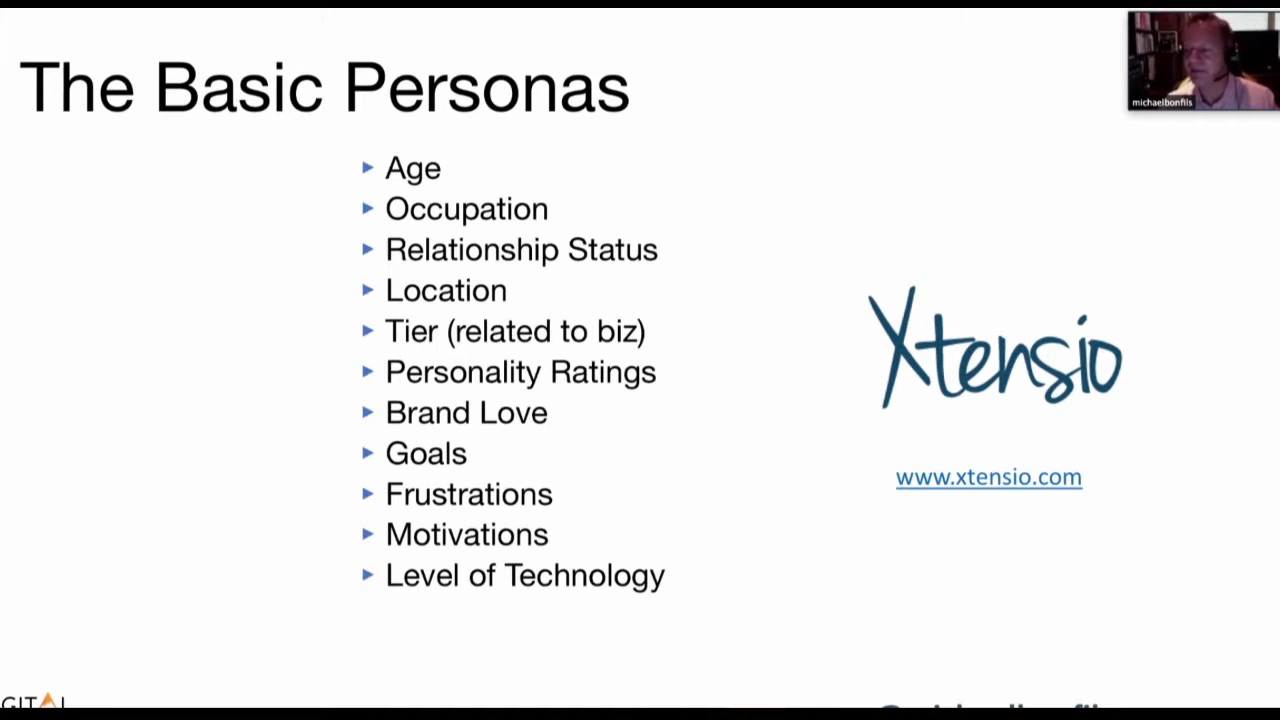 The Basic Personas
michaelbonfils
Age
Occupation
Relationship Status
Location
Tier (related to biz)
Personality Ratings
Brand Love
Goals
Frustrations
Motivations
Level of Technology
Xtensio
www.xtensio.com